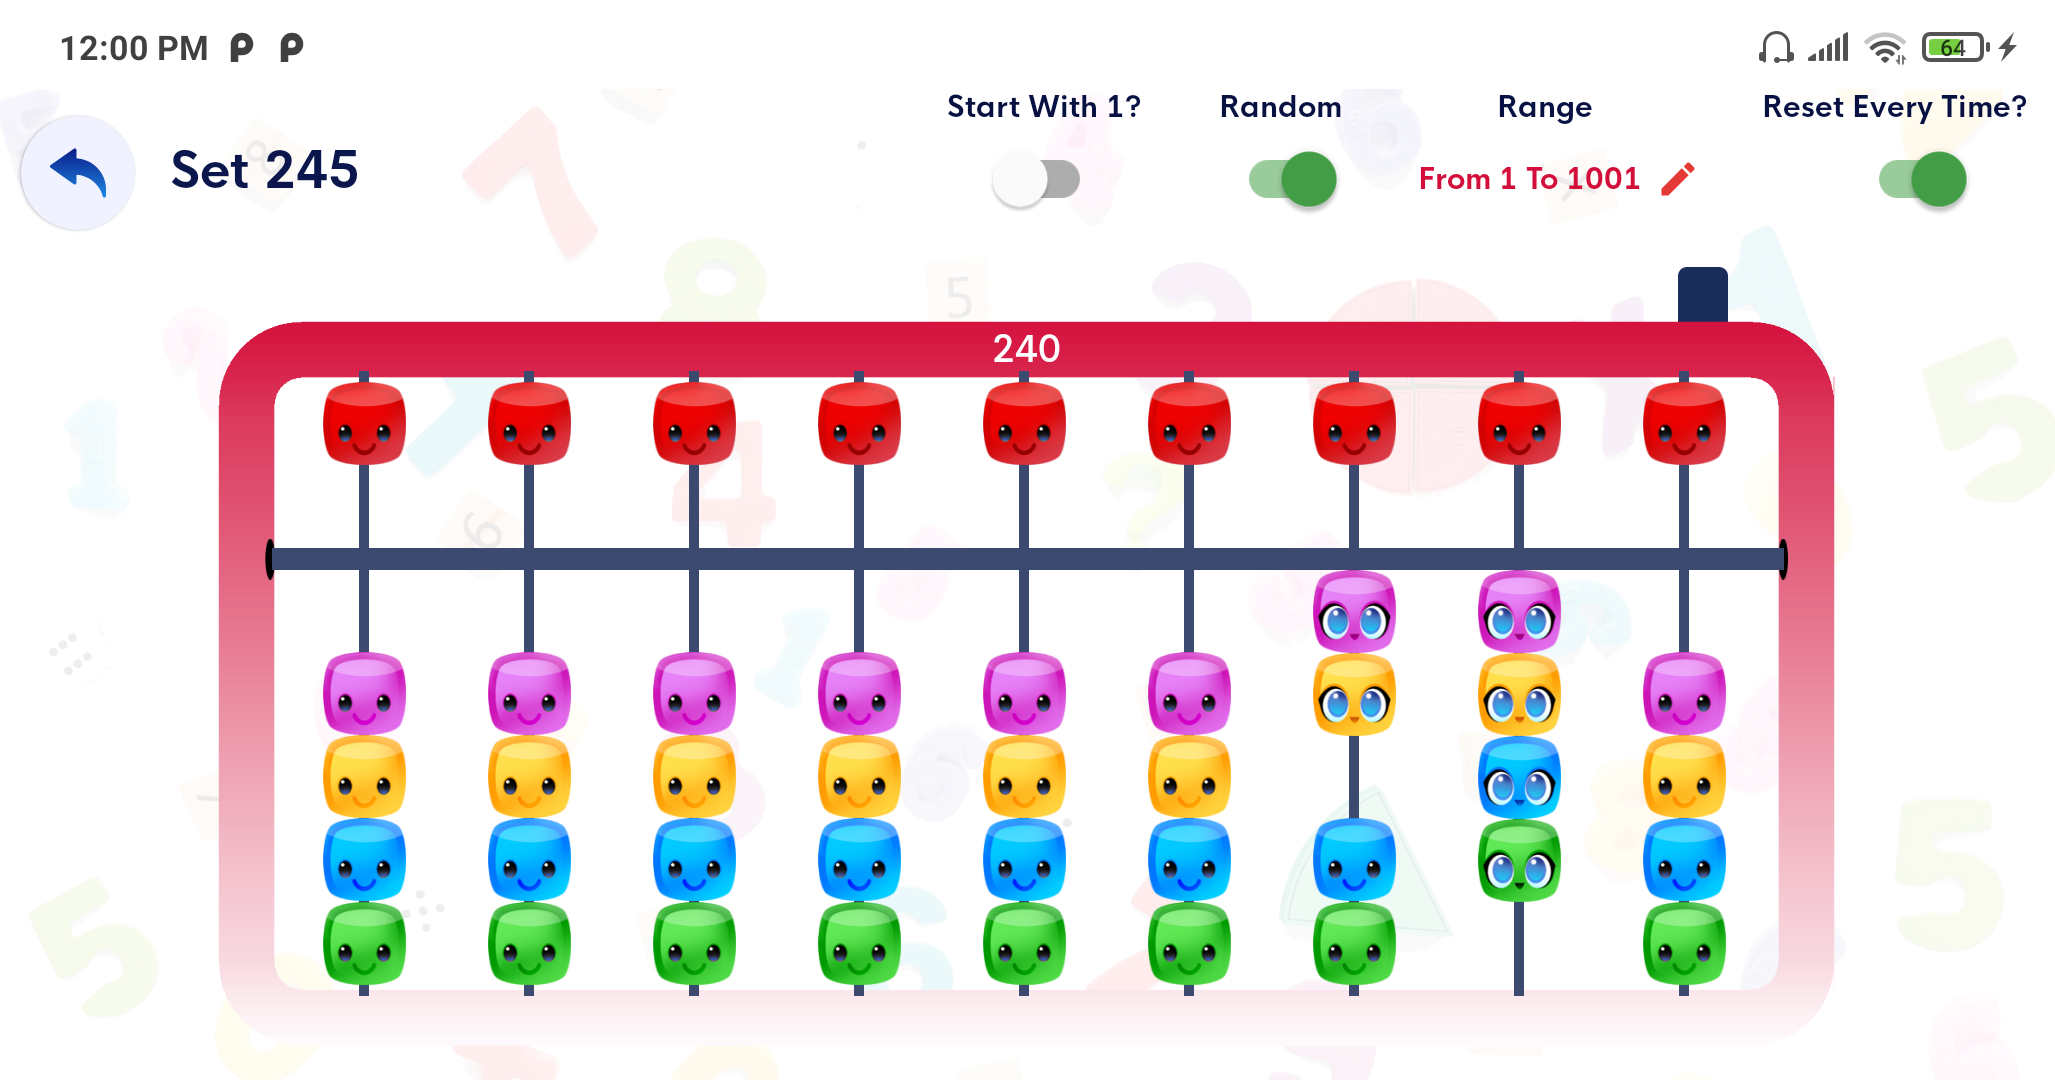 12:00 PM
64
Start With 1?
Random
Range
Reset Every Time?
Set 245
From 1 To 1001
240